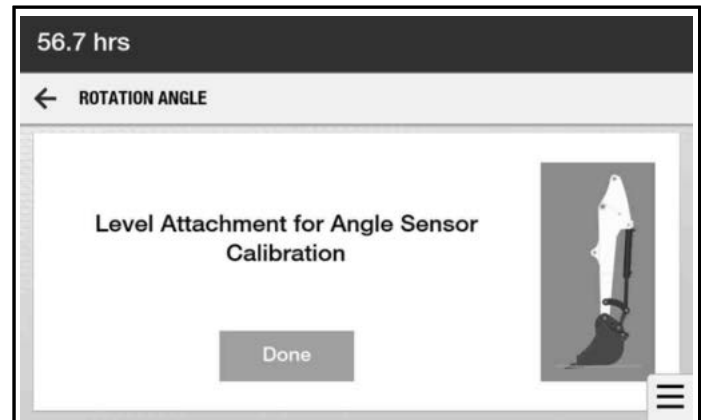 56.7 hrs
ROTATION ANGLE
Level Attachment for Angle Sensor
Calibration
Done